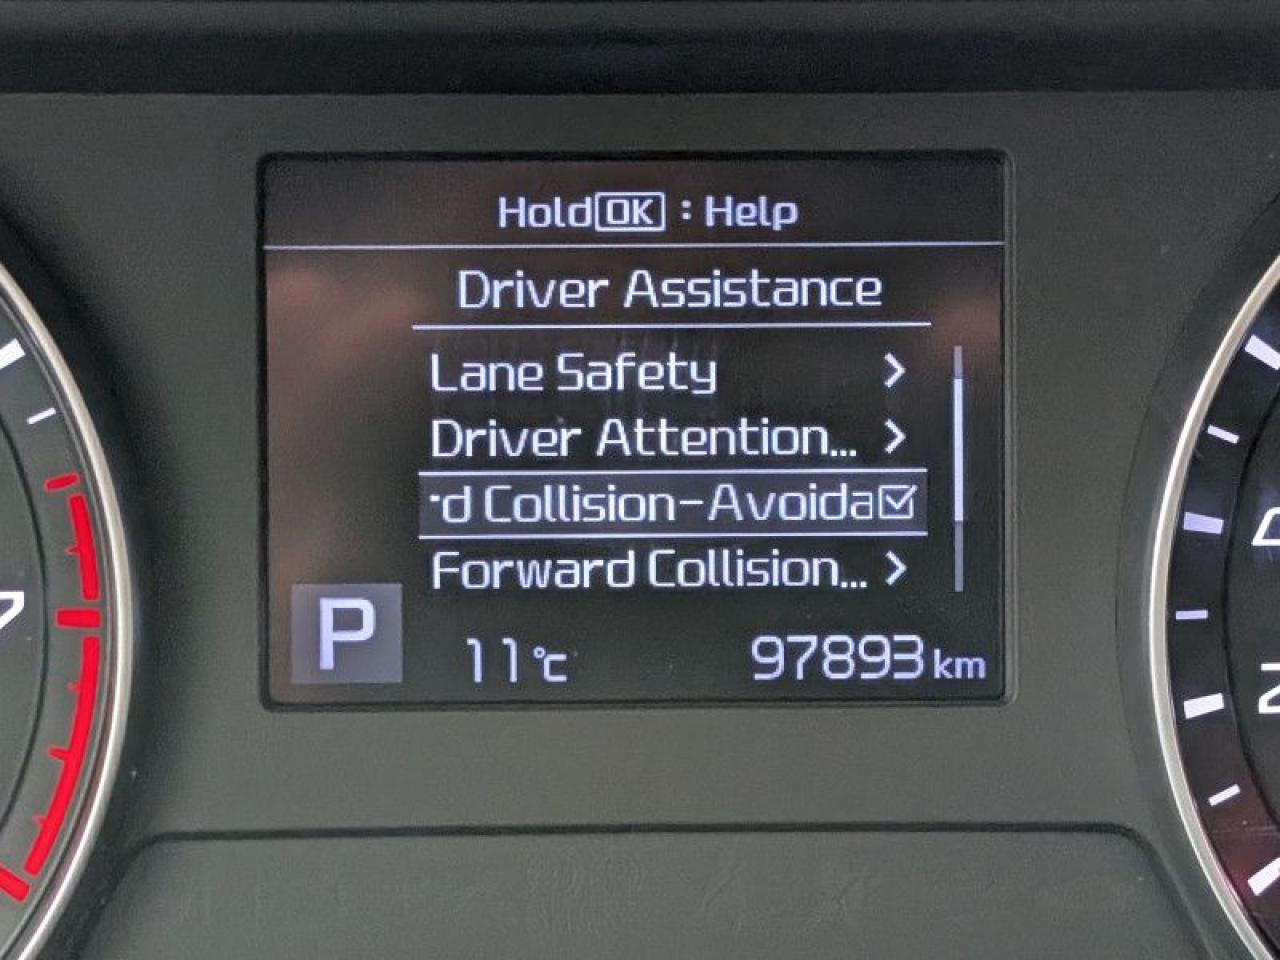 Hold OK : Help
Driver Assistance
Lane Safety >
Driver Attention... >
d Collision-Avoida
Forward Collision... >
P
11°C
97893 km